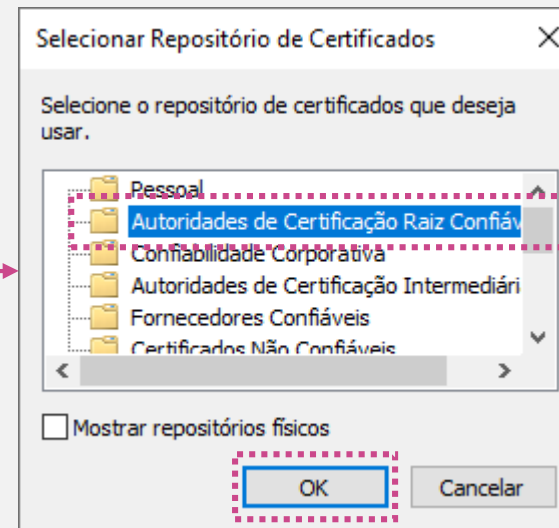 Selecionar Repositório de Certificados
Selecione o repositório de certificados que deseja
usar.
Pessoal
Autoridades de Certificação Raiz Confiáv
Confiabilidade Corporativa
Autoridades de Certificação Intermediári
Fornecedores Confiáveis
Certificados Não Confiáveis
Mostrar repositórios físicos
OK
Cancelar